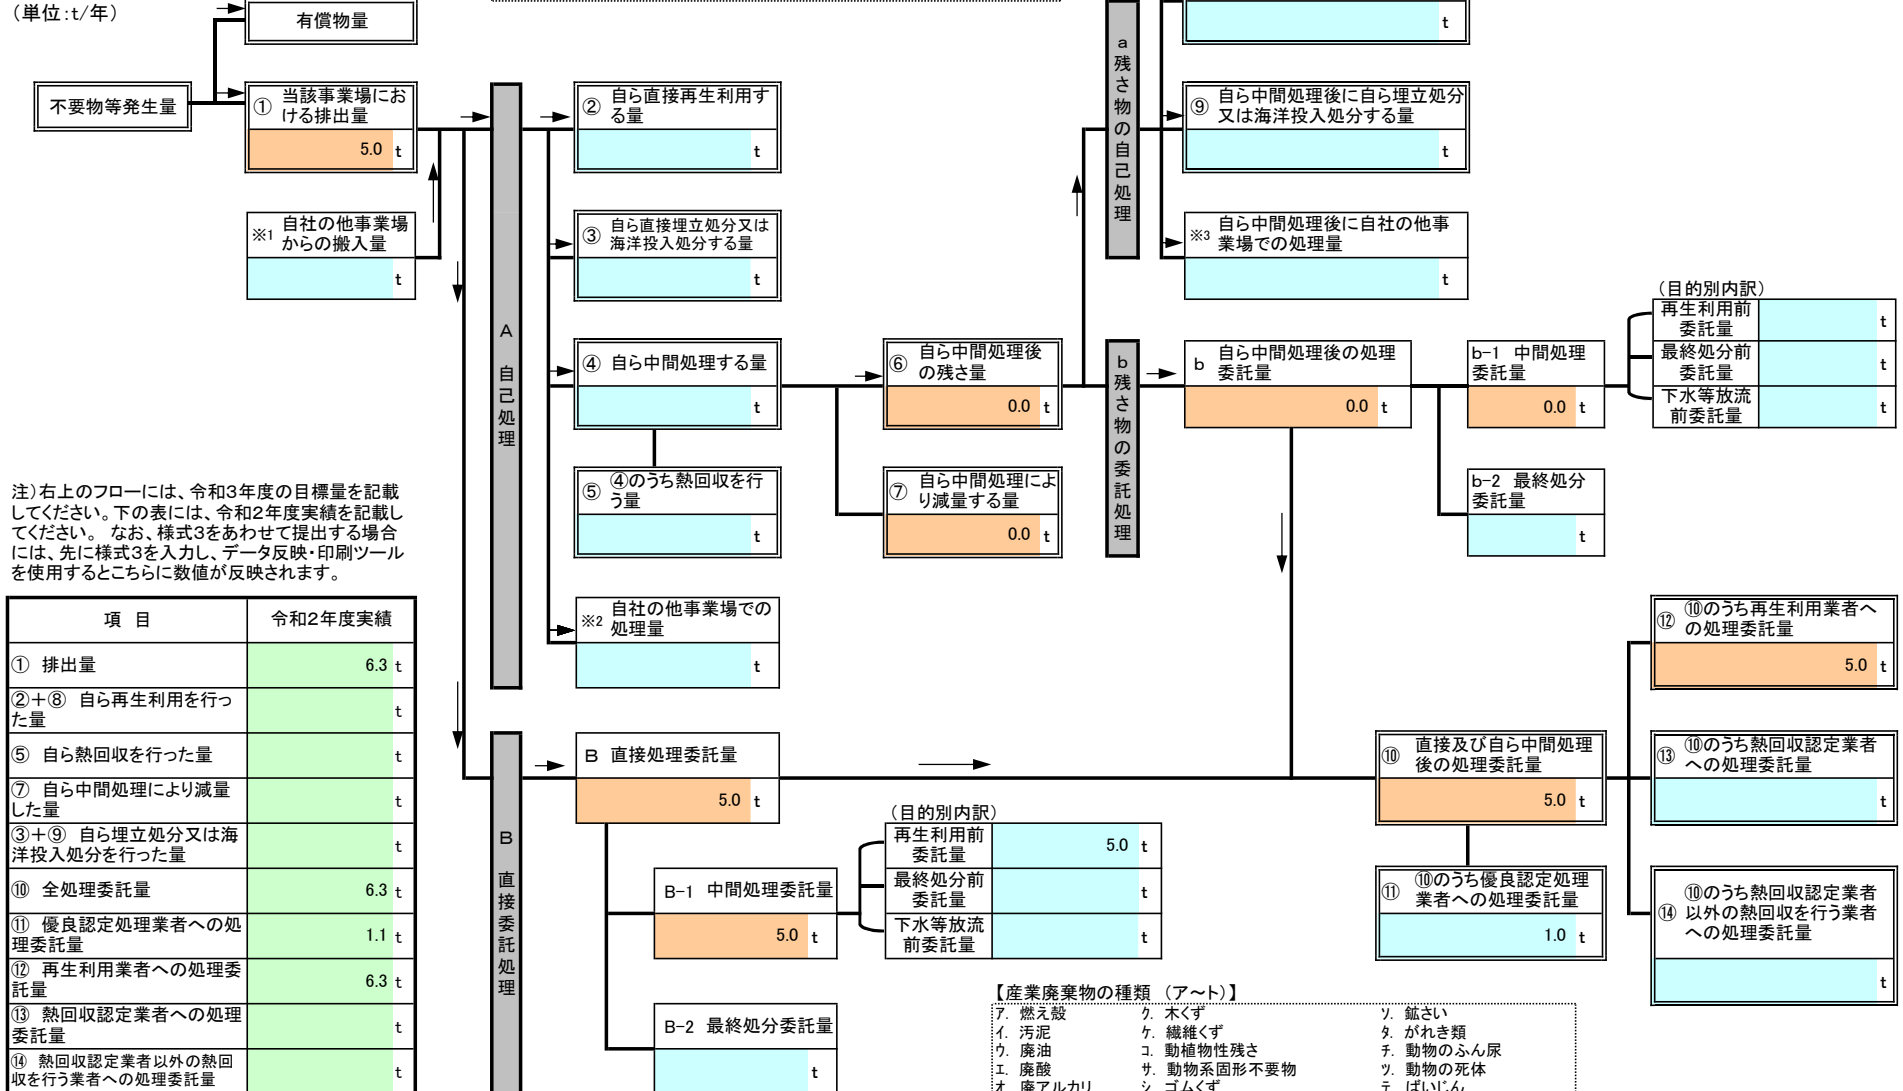 （単位:t/年）
有償物量
t
不要物等発生量
① 当該事業場にお
ける排出量
5.0 t
※1 自社の他事業場
からの搬入量
t
A 自己処理
② 自ら直接再生利用す
る量
t
③ 自ら直接埋立処分又は
海洋投入処分する量
t
④ 自ら中間処理する量
t
⑤ ④のうち熱回収を行
う量
t
※2 自社の他事業場での
処理量
t
⑥ 自ら中間処理後
の残さ量
0.0 t
⑦ 自ら中間処理によ
り減量する量
0.0 t
a残さ物の自己処理
⑨ 自ら中間処理後に自ら埋立処分
又は海洋投入処分する量
t
※3 自ら中間処理後に自社の他事
業場での処理量
t
b残さ物の委託処理
b 自ら中間処理後の処理
委託量
0.0 t
b-1 中間処理
委託量
0.0 t
b-2 最終処分
委託量
t
（目的別内訳）
再生利用前
委託量 t
最終処分前
委託量 t
下水等放流
前委託量 t
注）右上のフローには、令和3年度の目標量を記載
してください。下の表には、令和2年度実績を記載し
てください。 なお、様式3をあわせて提出する場合
には、先に様式3を入力し、データ反映・印刷ツール
を使用するとこちらに数値が反映されます。
項 目 令和2年度実績
① 排出量 6.3 t
②＋⑧ 自ら再生利用を行っ
た量 t
⑤ 自ら熱回収を行った量 t
⑦ 自ら中間処理により減量
した量 t
③＋⑨ 自ら埋立処分又は海
洋投入処分を行った量 t
⑩ 全処理委託量 6.3 t
⑪ 優良認定処理業者への処
理委託量 1.1 t
⑫ 再生利用業者への処理委
託量 6.3 t
⑬ 熱回収認定業者への処理
委託量 t
⑭ 熱回収認定業者以外の熱回
収を行う業者への処理委託量 t
B 直接委託処理
B 直接処理委託量
5.0 t
B-1 中間処理委託量
5.0 t
B-2 最終処分委託量
t
（目的別内訳）
再生利用前
委託量 5.0 t
最終処分前
委託量 t
下水等放流
前委託量 t
⑩ 直接及び自ら中間処理
後の処理委託量
5.0 t
⑪ ⑩のうち優良認定処理
業者への処理委託量
1.0 t
⑫ ⑩のうち再生利用業者へ
の処理委託量
5.0 t
⑬ ⑩のうち熱回収認定業者
への処理委託量
t
⑭ ⑩のうち熱回収認定業者
以外の熱回収を行う業者
への処理委託量
t
【産業廃棄物の種類 （ア～ト）】
ア. 燃え殻 ク. 木くず ソ. 鉱さい
イ. 汚泥 ケ. 繊維くず タ. がれき類
ウ. 廃油 コ. 動植物性残さ チ. 動物のふん尿
エ. 廃酸 サ. 動物系固形不要物 ツ. 動物の死体
オ. 廃アルカリ シ. ゴムくず テ. ばいじん